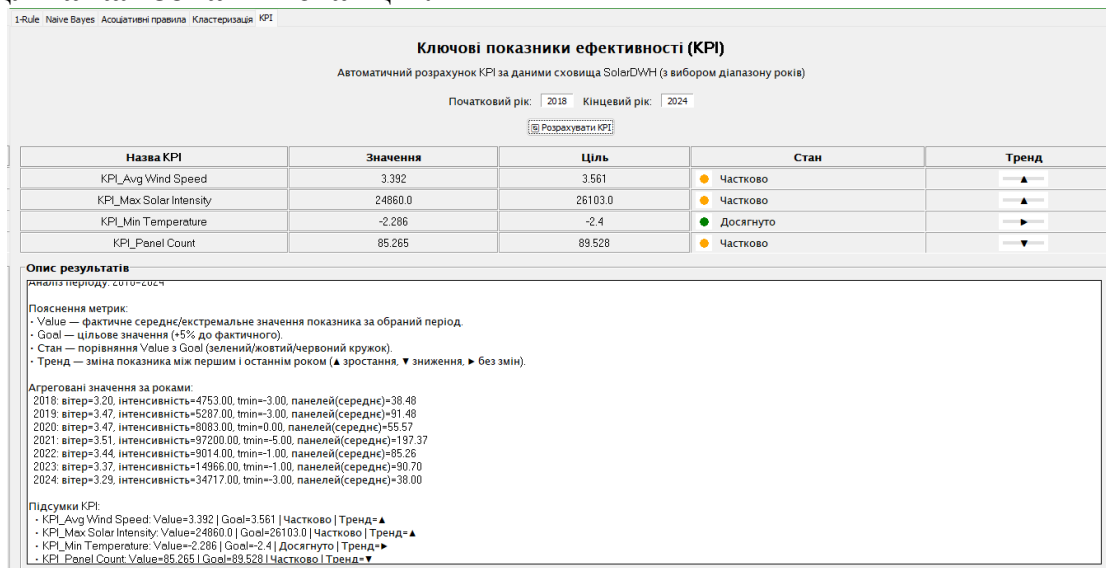 1-Rule Naive Bayes Асоціативні правила Кластеризація KPI
Ключові показники ефективності (KPI)
Автоматичний розрахунок KPI за даними сховища SolarDWH (з вибором діапазону років)
Початковий рік: 2018 Кінцевий рік: 2024
Розрахувати KPI
Назва KPI Значення Ціль Стан Тренд
KPI_Avg Wind Speed 3.392 3.561 Частково ▲
KPI_Max Solar Intensity 24860.0 26103.0 Частково ▲
KPI_Min Temperature -2.286 -2.4 Досягнуто ►
KPI_Panel Count 85.265 89.528 Частково ▼
Опис результатів
Аналіз періоду: 2018–2024
Пояснення метрик:
• Value — фактичне середнє/екстремальне значення показника за обраний період.
• Goal — цільове значення (+5% до фактичного).
• Стан — порівняння Value з Goal (зелений/жовтий/червоний кружок).
• Тренд — зміна показника між першим і останнім роком (▲ зростання, ▼ зниження, ► без змін).
Агреговані значення за роками:
2018: вітер=3.20, інтенсивність=4753.00, tmin=-3.00, панелей(середнє)=38.48
2019: вітер=3.47, інтенсивність=5287.00, tmin=-3.00, панелей(середнє)=91.48
2020: вітер=3.47, інтенсивність=8083.00, tmin=0.00, панелей(середнє)=55.57
2021: вітер=3.51, інтенсивність=97200.00, tmin=-5.00, панелей(середнє)=197.37
2022: вітер=3.44, інтенсивність=9014.00, tmin=-1.00, панелей(середнє)=85.26
2023: вітер=3.37, інтенсивність=14966.00, tmin=-1.00, панелей(середнє)=90.70
2024: вітер=3.29, інтенсивність=34717.00, tmin=-3.00, панелей(середнє)=38.00
Підсумки KPI:
• KPI_Avg Wind Speed: Value=3.392 | Goal=3.561 | Частково | Тренд=▲
• KPI_Max Solar Intensity: Value=24860.0 | Goal=26103.0 | Частково | Тренд=▲
• KPI_Min Temperature: Value=-2.286 | Goal=-2.4 | Досягнуто | Тренд=►
• KPI_Panel Count: Value=85.265 | Goal=89.528 | Частково | Тренд=▼